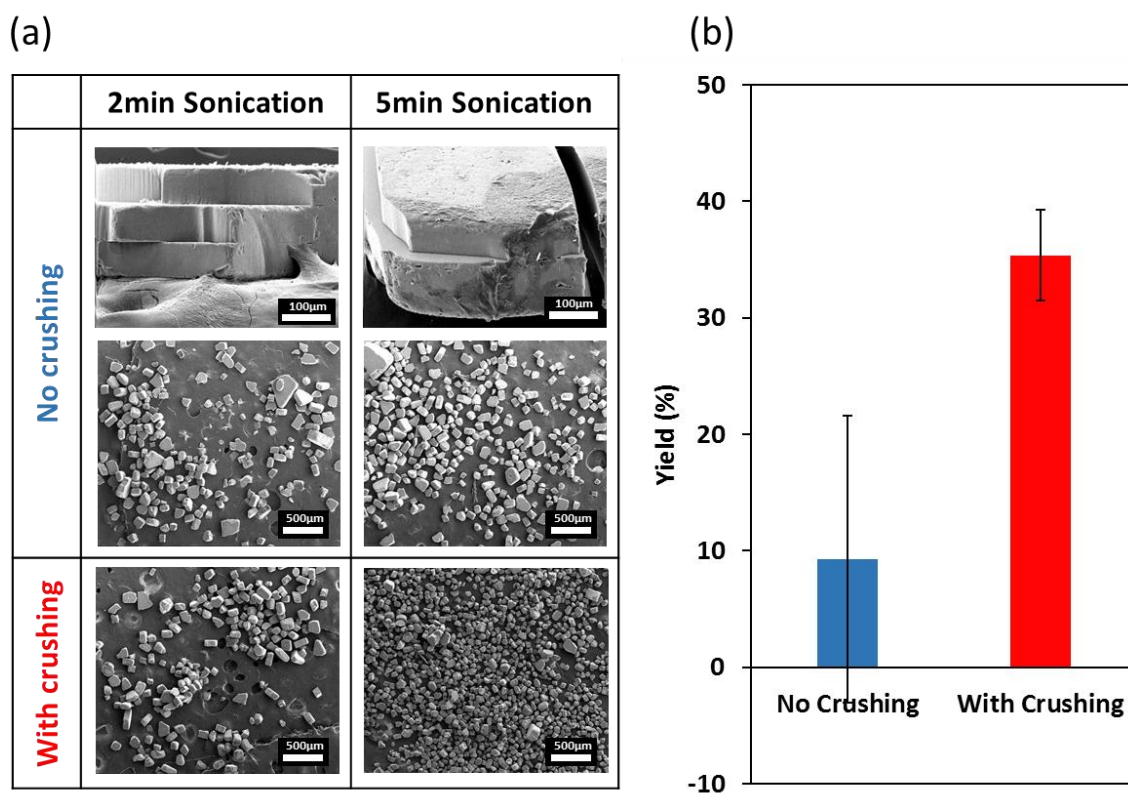 (a)
2min Sonication
5min Sonication
No crushing
100µm
100µm
500µm
500µm
With crushing
500µm
500µm
(b)
Yield (%)
50
40
30
20
10
0
-10
No Crushing
With Crushing